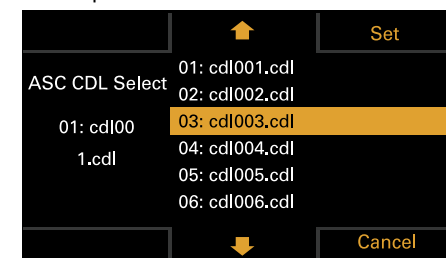 Set
ASC CDL Select
01: cdl00
1.cdl
01: cdl001.cdl
02: cdl002.cdl
03: cdl003.cdl
04: cdl004.cdl
05: cdl005.cdl
06: cdl006.cdl
Cancel